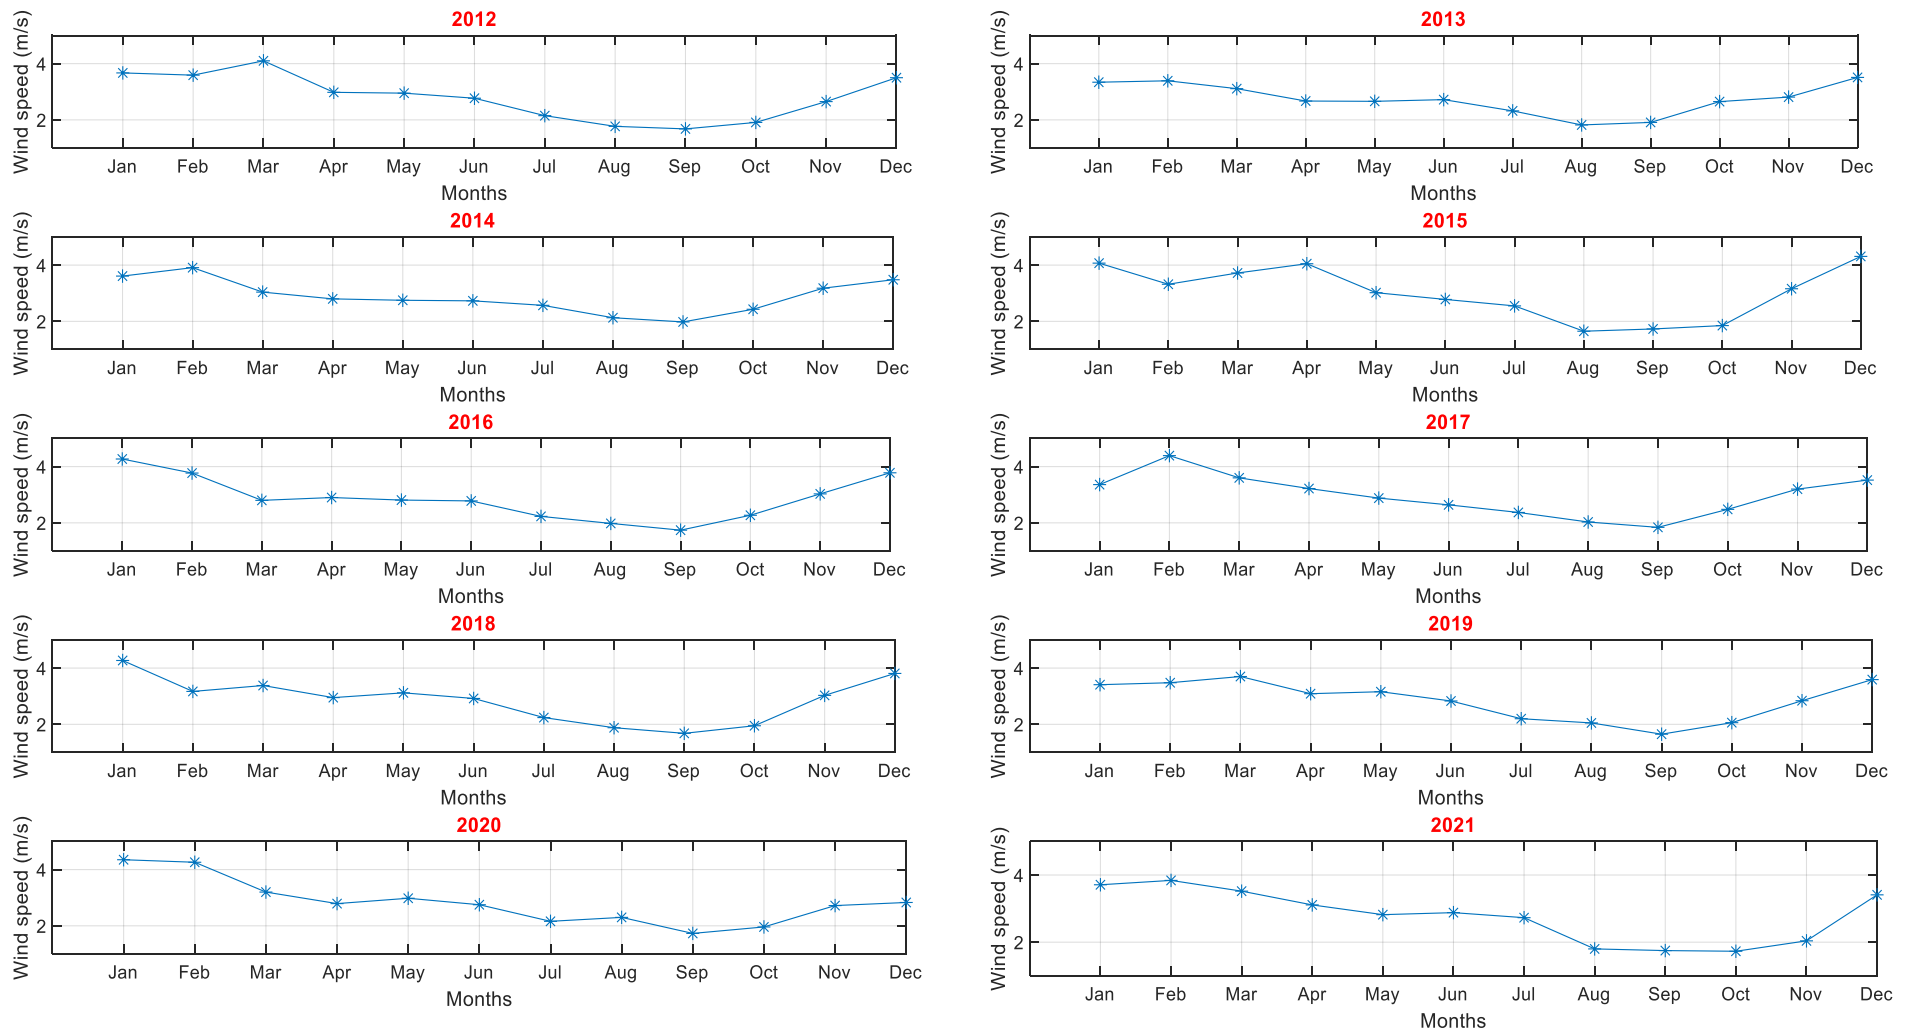 2012
Wind speed (m/s)
4
2
Jan Feb Mar Apr May Jun Jul Aug Sep Oct Nov Dec
Months
2013
Wind speed (m/s)
4
2
Jan Feb Mar Apr May Jun Jul Aug Sep Oct Nov Dec
Months
2014
Wind speed (m/s)
4
2
Jan Feb Mar Apr May Jun Jul Aug Sep Oct Nov Dec
Months
2015
Wind speed (m/s)
4
2
Jan Feb Mar Apr May Jun Jul Aug Sep Oct Nov Dec
Months
2016
Wind speed (m/s)
4
2
Jan Feb Mar Apr May Jun Jul Aug Sep Oct Nov Dec
Months
2017
Wind speed (m/s)
4
2
Jan Feb Mar Apr May Jun Jul Aug Sep Oct Nov Dec
Months
2018
Wind speed (m/s)
4
2
Jan Feb Mar Apr May Jun Jul Aug Sep Oct Nov Dec
Months
2019
Wind speed (m/s)
4
2
Jan Feb Mar Apr May Jun Jul Aug Sep Oct Nov Dec
Months
2020
Wind speed (m/s)
4
2
Jan Feb Mar Apr May Jun Jul Aug Sep Oct Nov Dec
Months
2021
Wind speed (m/s)
4
2
Jan Feb Mar Apr May Jun Jul Aug Sep Oct Nov Dec
Months